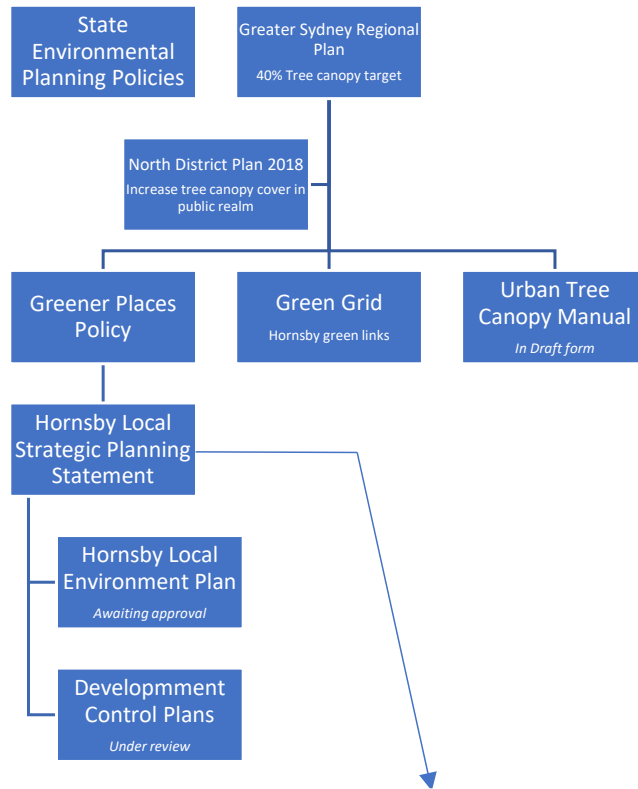 State
Environmental
Planning Policies
Greater Sydney Regional
Plan
40% Tree canopy target
North District Plan 2018
Increase tree canopy cover in
public realm
Greener Places
Policy
Green Grid
Hornsby green links
Urban Tree
Canopy Manual
In Draft form
Hornsby Local
Strategic Planning
Statement
Hornsby Local
Environment Plan
Awaiting approval
Developmment
Control Plans
Under review